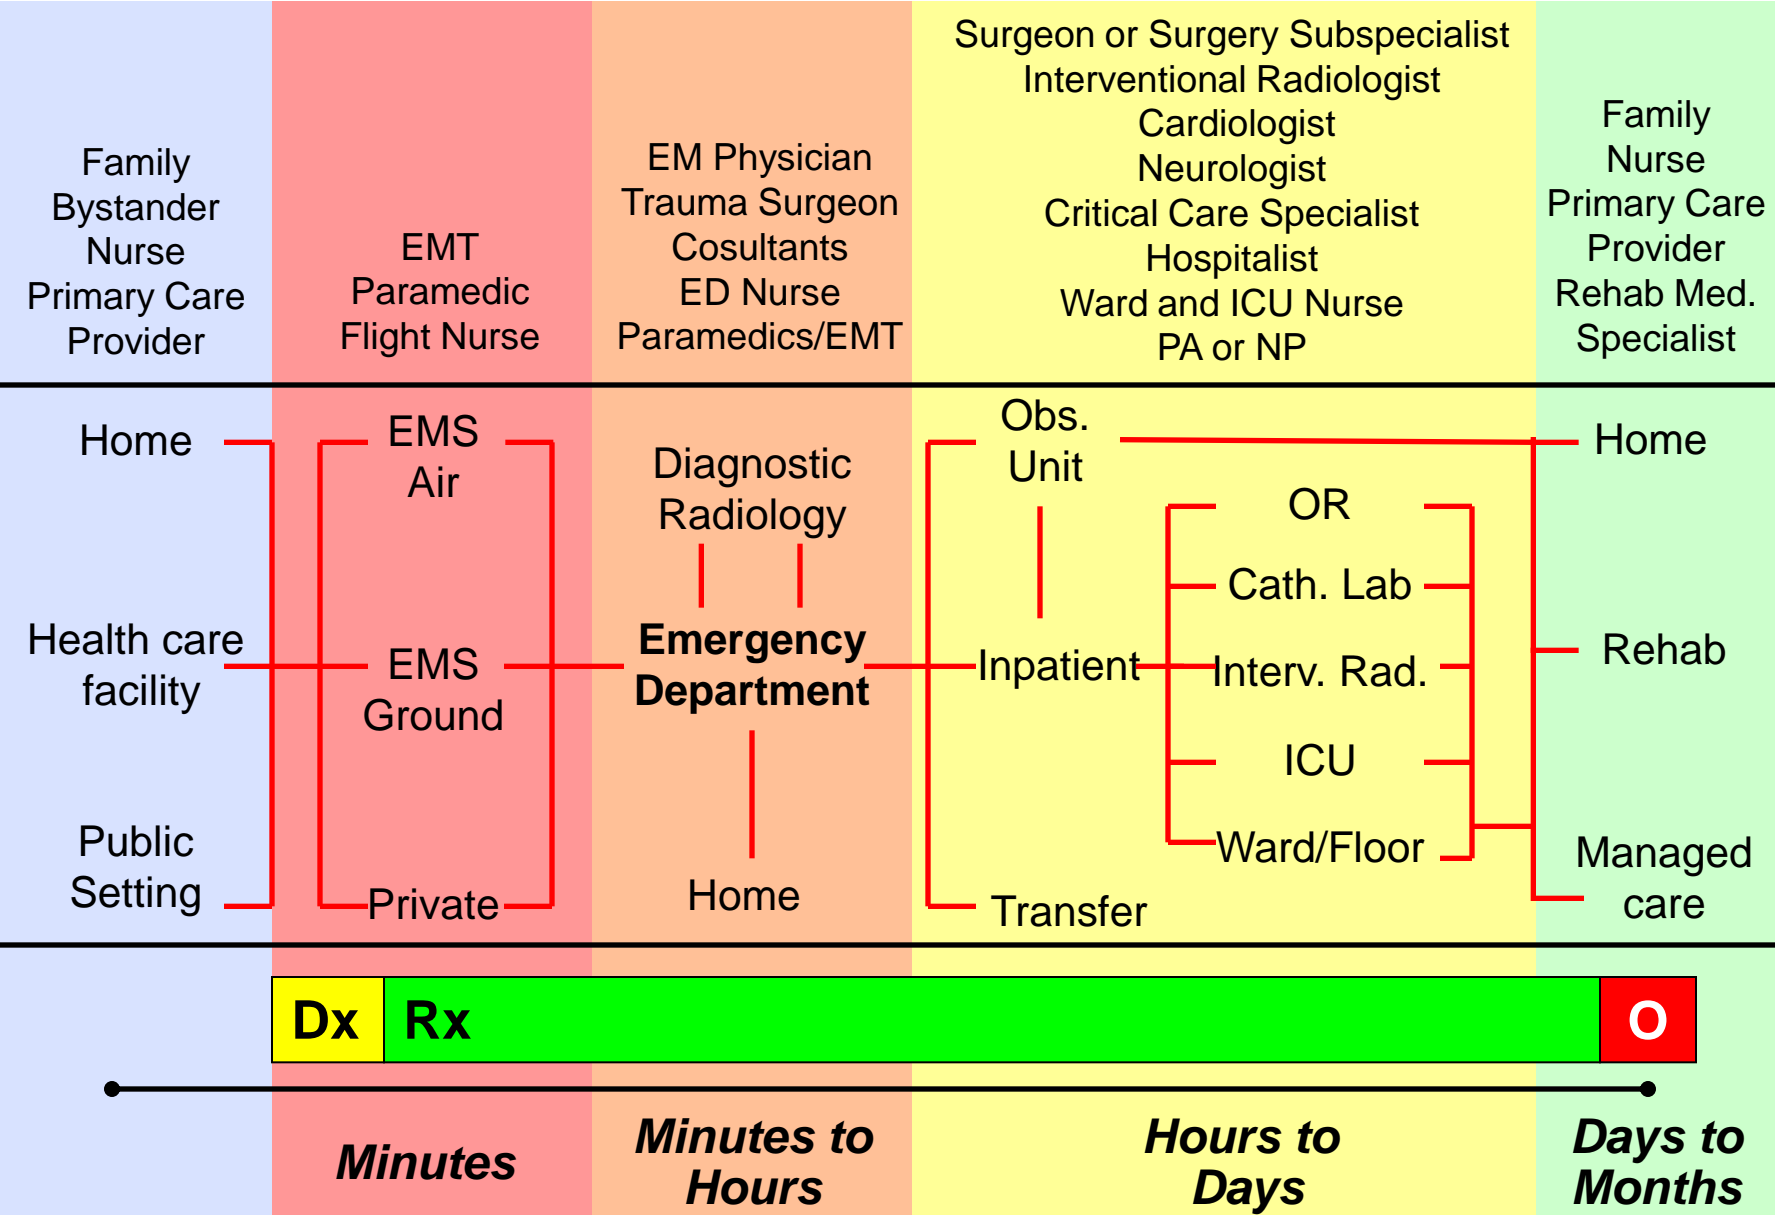 Family
Bystander
Nurse
Primary Care
Provider
EMT
Paramedic
Flight Nurse
EM Physician
Trauma Surgeon
Cosultants
ED Nurse
Paramedics/EMT
Surgeon or Surgery Subspecialist
Interventional Radiologist
Cardiologist
Neurologist
Critical Care Specialist
Hospitalist
Ward and ICU Nurse
PA or NP
Family
Nurse
Primary Care
Provider
Rehab Med.
Specialist
Home
Health care
facility
Public
Setting
EMS
Air
EMS
Ground
Private
Diagnostic
Radiology
Emergency
Department
Home
Obs.
Unit
Inpatient
Transfer
OR
Cath. Lab
Interv. Rad.
ICU
Ward/Floor
Home
Rehab
Managed
care
Dx
Rx
O
Minutes
Minutes to
Hours
Hours to
Days
Days to
Months